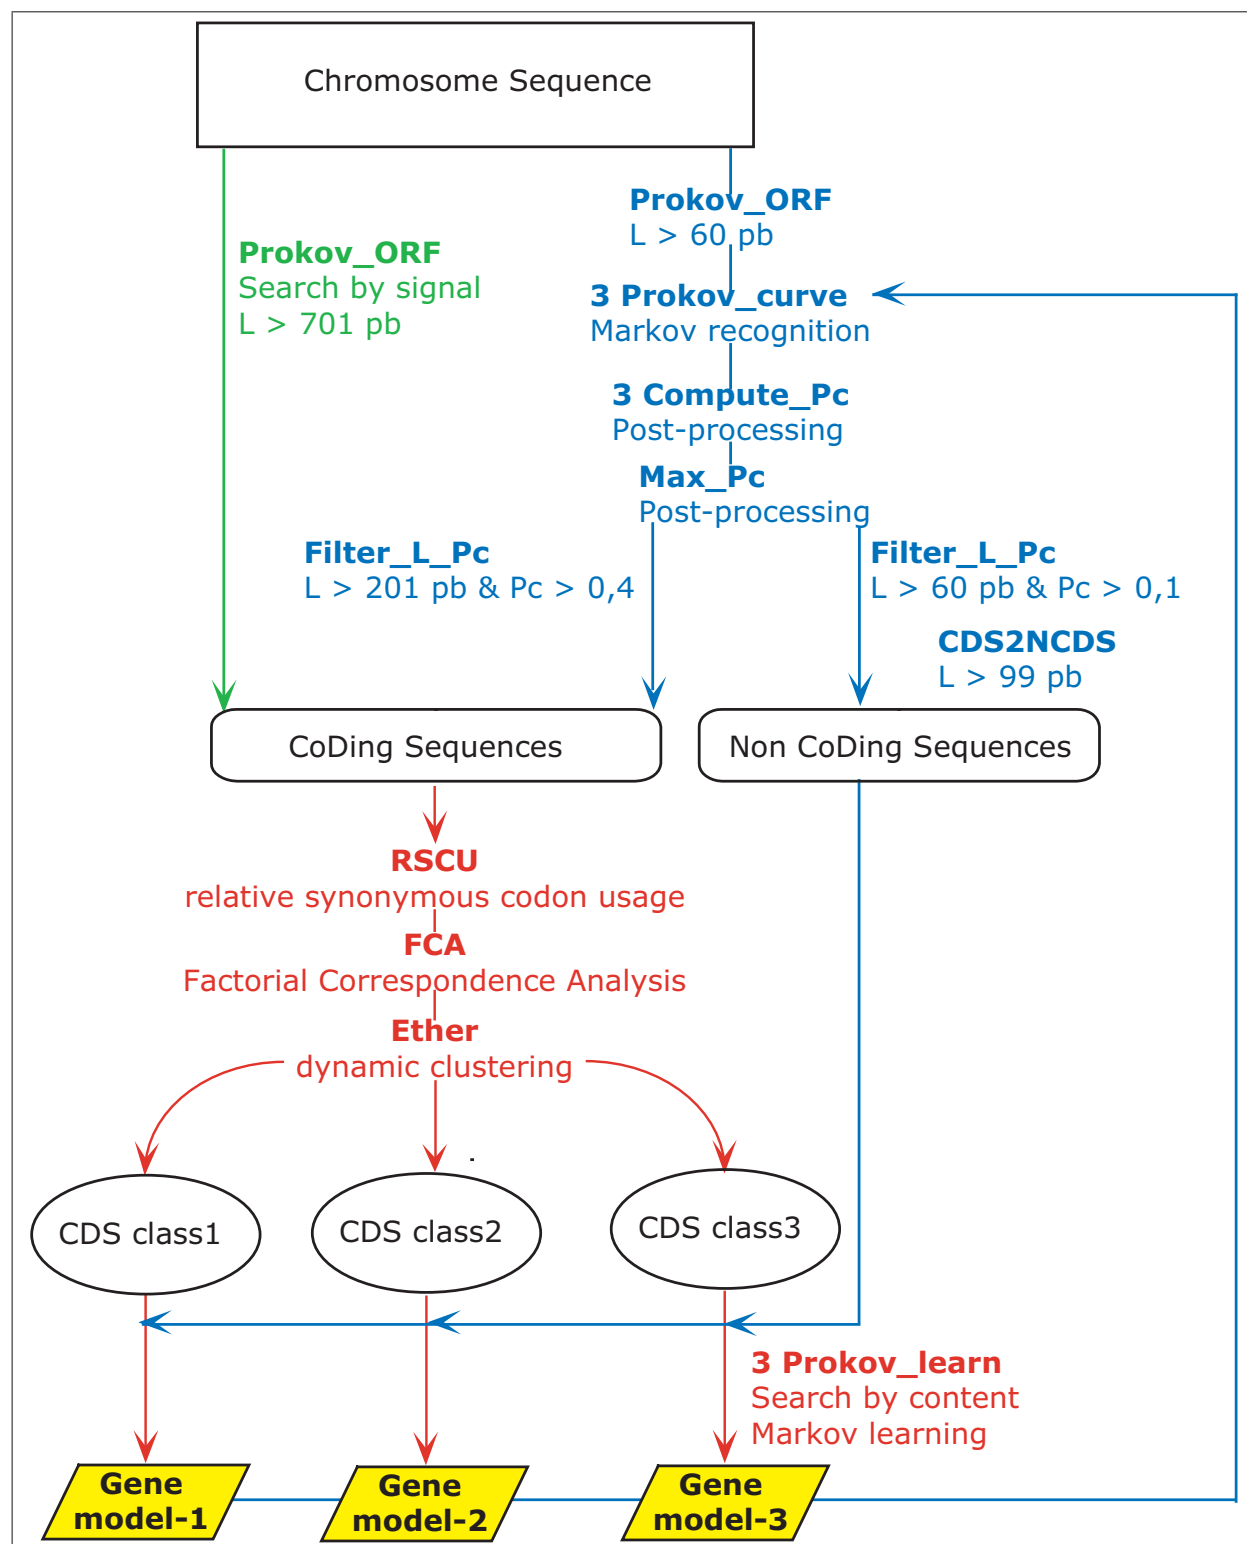 Chromosome Sequence
Prokov_ORF
L > 60 pb
Prokov_ORF
Search by signal
L > 701 pb
3 Prokov_curve
Markov recognition
3 Compute_Pc
Post-processing
Max_Pc
Post-processing
Filter_L_Pc
L > 201 pb & Pc > 0,4
Filter_L_Pc
L > 60 pb & Pc > 0,1
CDS2NCDS
L > 99 pb
CoDing Sequences
Non CoDing Sequences
RSCU
relative synonymous codon usage
FCA
Factorial Correspondence Analysis
Ether
dynamic clustering
CDS class1
CDS class2
CDS class3
3 Prokov_learn
Search by content
Markov learning
Gene
model-1
Gene
model-2
Gene
model-3